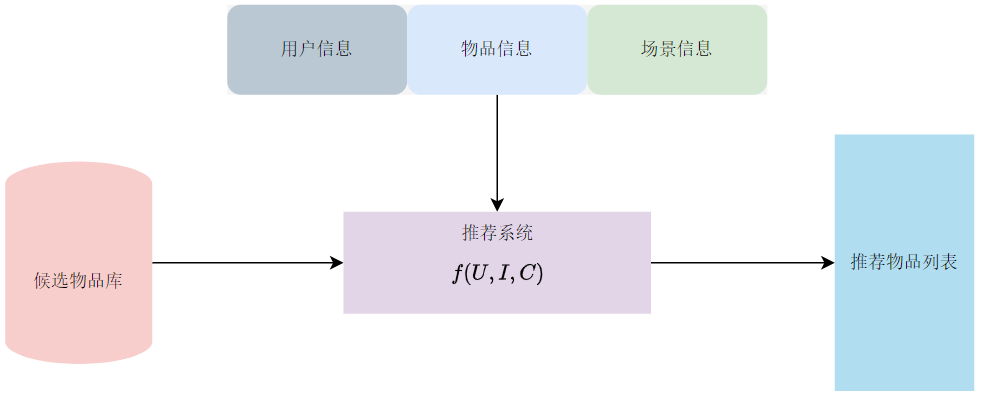 用户信息
物品信息
场景信息
候选物品库
推荐系统
f(U, I, C)
推荐物品列表